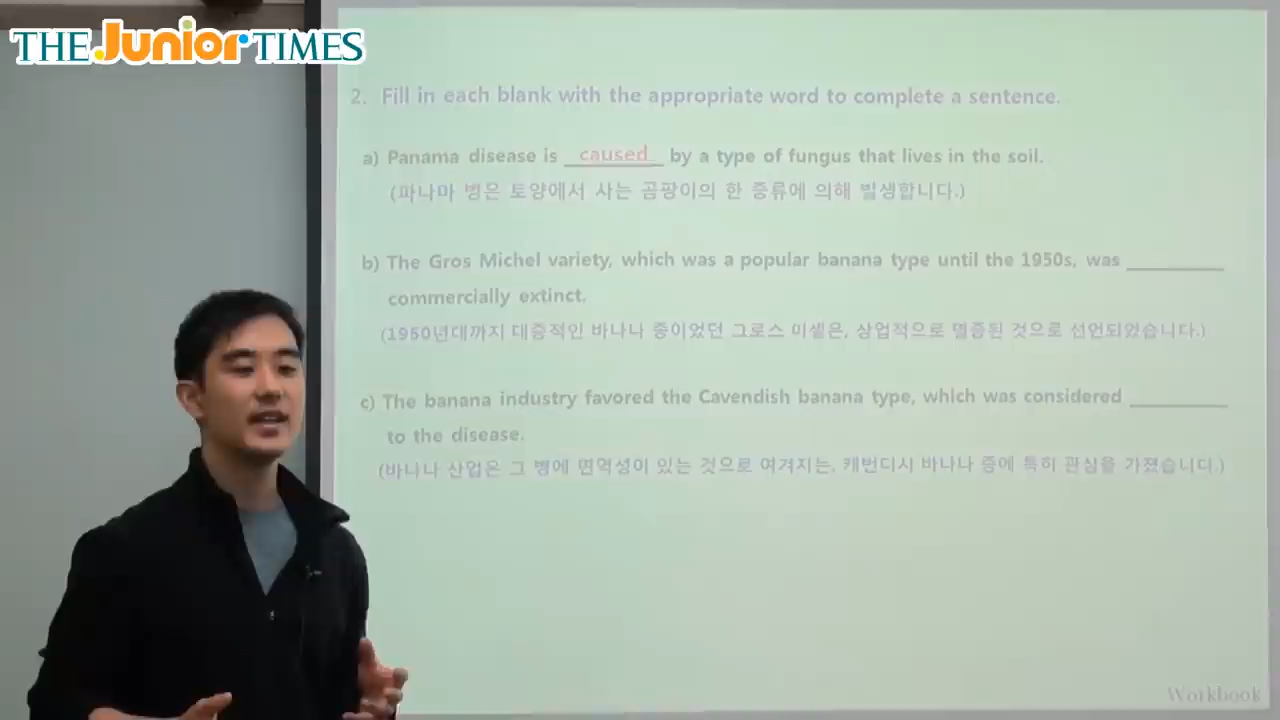 THE Junior TIMES
2. Fill in each blank with the appropriate word to complete a sentence.
a) Panama disease is caused by a type of fungus that lives in the soil.
(파나마 병은 토양에서 사는 곰팡이의 한 종류에 의해 발생합니다.)
b) The Gros Michel variety, which was a popular banana type until the 1950s, was ________
commercially extinct.
(1950년대까지 대중적인 바나나 종이었던 그로스 미셸은, 상업적으로 멸종된 것으로 선언되었습니다.)
c) The banana industry favored the Cavendish banana type, which was considered ________
to the disease.
(바나나 산업은 그 병에 면역성이 있는 것으로 여겨지는, 캐번디시 바나나 종에 특히 관심을 가졌습니다.)
Workbook